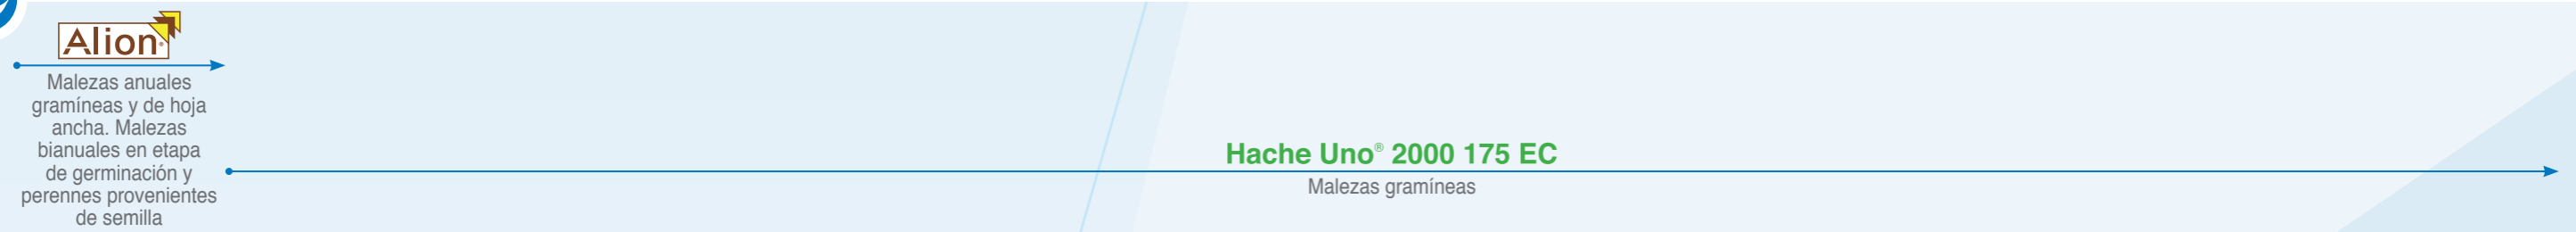 Alion®
Malezas anuales
gramíneas y de hoja
ancha. Malezas
bianuales en etapa
de germinación y
perennes provenientes
de semilla
Hache Uno® 2000 175 EC
Malezas gramíneas